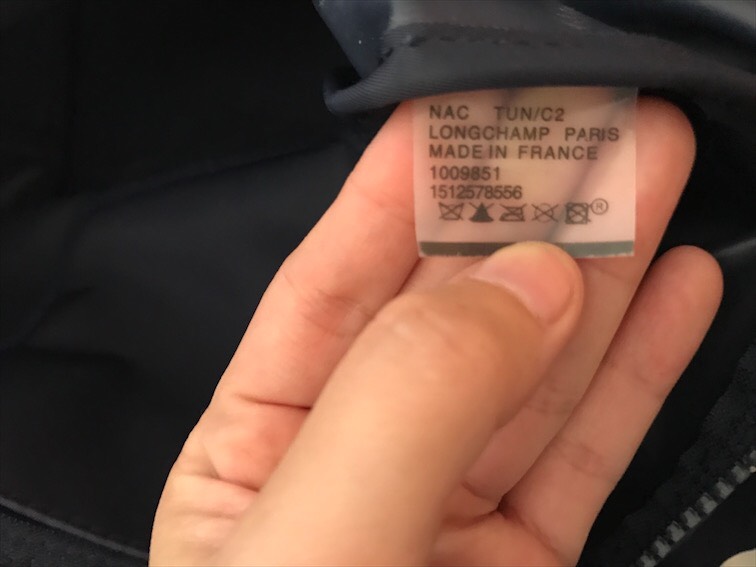 NAC TUN/C2
LONGCHAMP PARIS
MADE IN FRANCE
1009851
1512578556
®